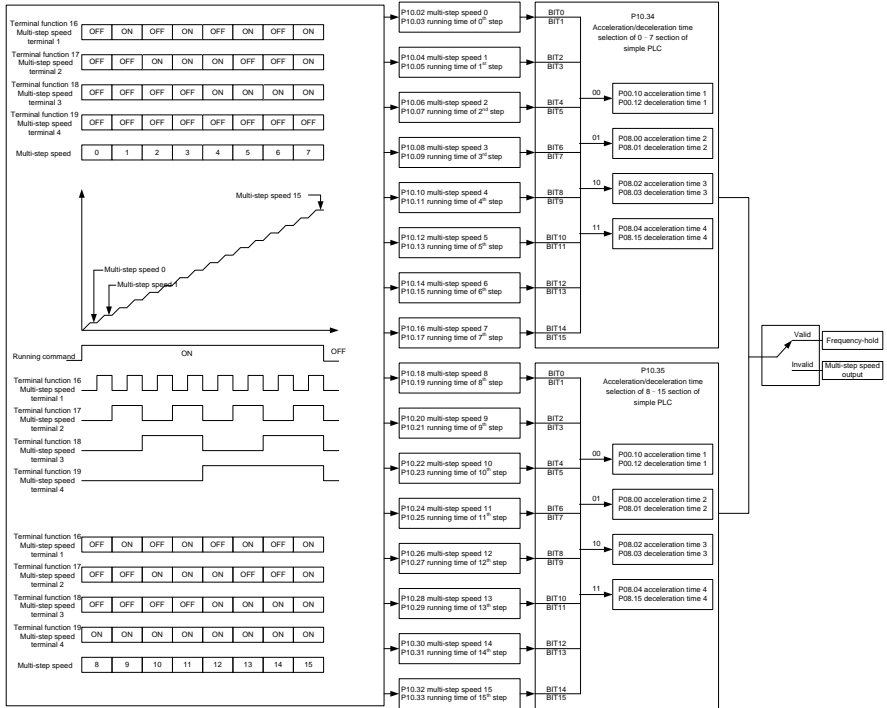 Terminal function 16
Multi-step speed
terminal 1
OFF ON OFF ON OFF ON OFF ON
Terminal function 17
Multi-step speed
terminal 2
OFF OFF ON ON OFF OFF ON ON
Terminal function 18
Multi-step speed
terminal 3
OFF OFF OFF OFF ON ON ON ON
Terminal function 19
Multi-step speed
terminal 4
OFF OFF OFF OFF OFF OFF OFF OFF
Multi-step speed
0 1 2 3 4 5 6 7
Multi-step speed 15
Multi-step speed 0
Multi-step speed 1
Running command
ON
OFF
Terminal function 16
Multi-step speed
terminal 1
Terminal function 17
Multi-step speed
terminal 2
Terminal function 18
Multi-step speed
terminal 3
Terminal function 19
Multi-step speed
terminal 4
Terminal function 16
Multi-step speed
terminal 1
OFF ON OFF ON OFF ON OFF ON
Terminal function 17
Multi-step speed
terminal 2
OFF OFF ON ON OFF OFF ON ON
Terminal function 18
Multi-step speed
terminal 3
OFF OFF OFF OFF ON ON ON ON
Terminal function 19
Multi-step speed
terminal 4
ON ON ON ON ON ON ON ON
Multi-step speed
8 9 10 11 12 13 14 15
P10.02 multi-step speed 0
P10.03 running time of 0th step
P10.04 multi-step speed 1
P10.05 running time of 1st step
P10.06 multi-step speed 2
P10.07 running time of 2nd step
P10.08 multi-step speed 3
P10.09 running time of 3rd step
P10.10 multi-step speed 4
P10.11 running time of 4th step
P10.12 multi-step speed 5
P10.13 running time of 5th step
P10.14 multi-step speed 6
P10.15 running time of 6th step
P10.16 multi-step speed 7
P10.17 running time of 7th step
P10.18 multi-step speed 8
P10.19 running time of 8th step
P10.20 multi-step speed 9
P10.21 running time of 9th step
P10.22 multi-step speed 10
P10.23 running time of 10th step
P10.24 multi-step speed 11
P10.25 running time of 11th step
P10.26 multi-step speed 12
P10.27 running time of 12th step
P10.28 multi-step speed 13
P10.29 running time of 13th step
P10.30 multi-step speed 14
P10.31 running time of 14th step
P10.32 multi-step speed 15
P10.33 running time of 15th step
BIT0
BIT1
BIT2
BIT3
BIT4
BIT5
BIT6
BIT7
BIT8
BIT9
BIT10
BIT11
BIT12
BIT13
BIT14
BIT15
P10.34
Acceleration/deceleration time
selection of 0 - 7 section of
simple PLC
00
P00.10 acceleration time 1
P00.12 deceleration time 1
01
P08.00 acceleration time 2
P08.01 deceleration time 2
10
P08.02 acceleration time 3
P08.03 deceleration time 3
11
P08.04 acceleration time 4
P08.15 deceleration time 4
BIT0
BIT1
BIT2
BIT3
BIT4
BIT5
BIT6
BIT7
BIT8
BIT9
BIT10
BIT11
BIT12
BIT13
BIT14
BIT15
P10.35
Acceleration/deceleration time
selection of 8 - 15 section of
simple PLC
00
P00.10 acceleration time 1
P00.12 deceleration time 1
01
P08.00 acceleration time 2
P08.01 deceleration time 2
10
P08.02 acceleration time 3
P08.03 deceleration time 3
11
P08.04 acceleration time 4
P08.15 deceleration time 4
Valid
Frequency-hold
Invalid
Multi-step speed
output